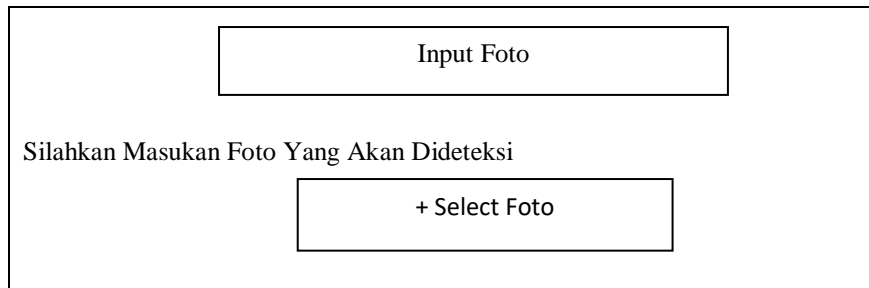 Input Foto
Silahkan Masukan Foto Yang Akan Dideteksi
+ Select Foto